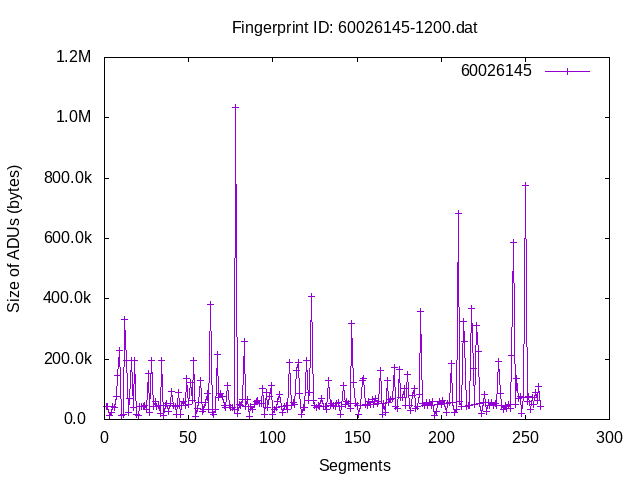 Fingerprint ID: 60026145-1200.dat
1.2M
60026145
1.0M
800.0k
600.0k
400.0k
200.0k
0.0
Size of ADUs (bytes)
0 50 100 150 200 250 300
Segments